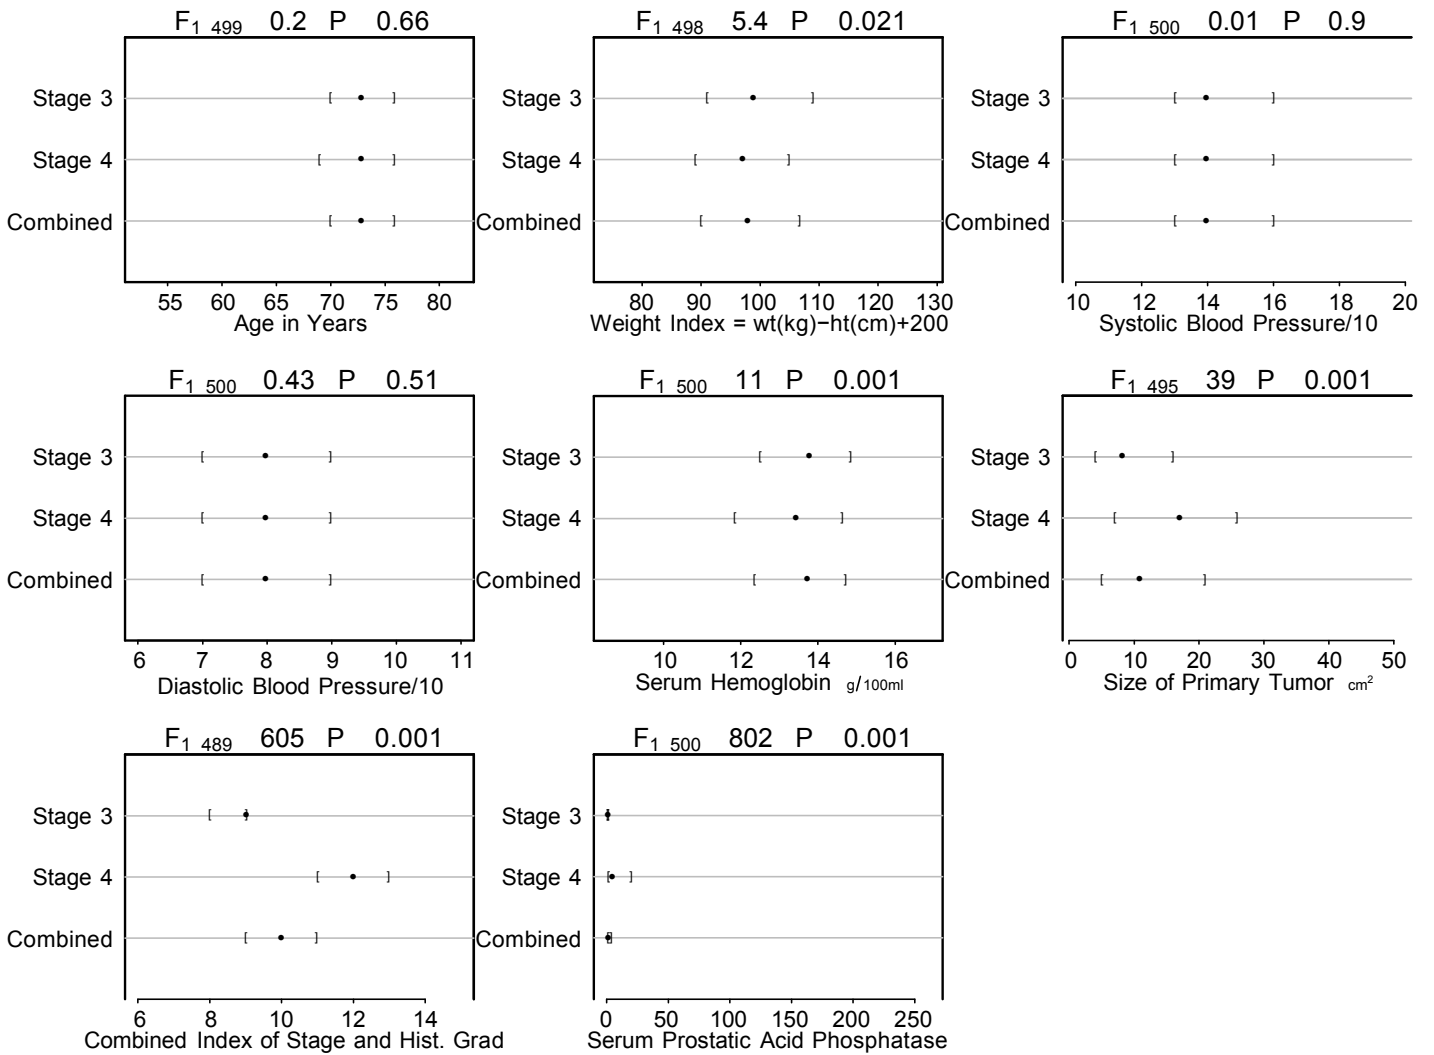 F1 499 0.2 P 0.66
Stage 3
Stage 4
Combined
55 60 65 70 75 80
Age in Years
F1 498 5.4 P 0.021
Stage 3
Stage 4
Combined
80 90 100 110 120 130
Weight Index = wt(kg)−ht(cm)+200
F1 500 0.01 P 0.9
Stage 3
Stage 4
Combined
10 12 14 16 18 20
Systolic Blood Pressure/10
F1 500 0.43 P 0.51
Stage 3
Stage 4
Combined
6 7 8 9 10 11
Diastolic Blood Pressure/10
F1 500 11 P 0.001
Stage 3
Stage 4
Combined
10 12 14 16
Serum Hemoglobin g/100ml
F1 495 39 P 0.001
Stage 3
Stage 4
Combined
0 10 20 30 40 50
Size of Primary Tumor cm²
F1 489 605 P 0.001
Stage 3
Stage 4
Combined
6 8 10 12 14
Combined Index of Stage and Hist. Grad
F1 500 802 P 0.001
Stage 3
Stage 4
Combined
0 50 100 150 200 250
Serum Prostatic Acid Phosphatase